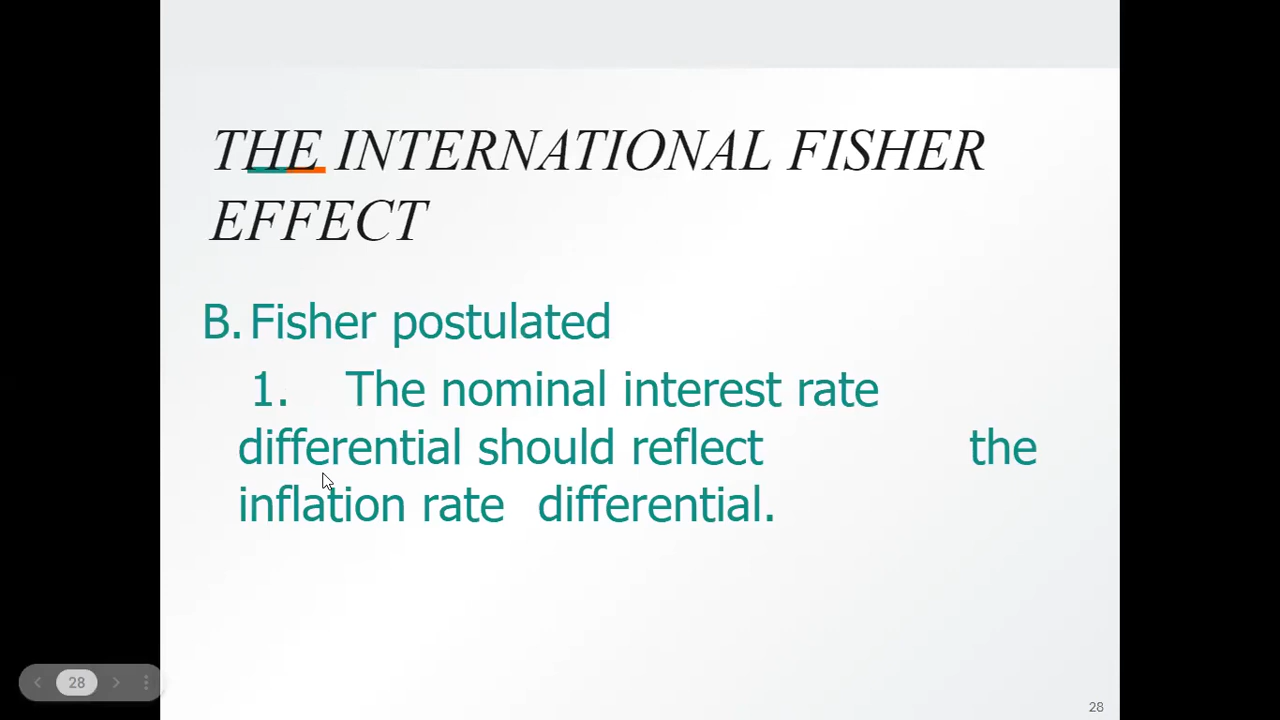 THE INTERNATIONAL FISHER
EFFECT
B. Fisher postulated
1. The nominal interest rate
differential should reflect the
inflation rate differential.
28
28